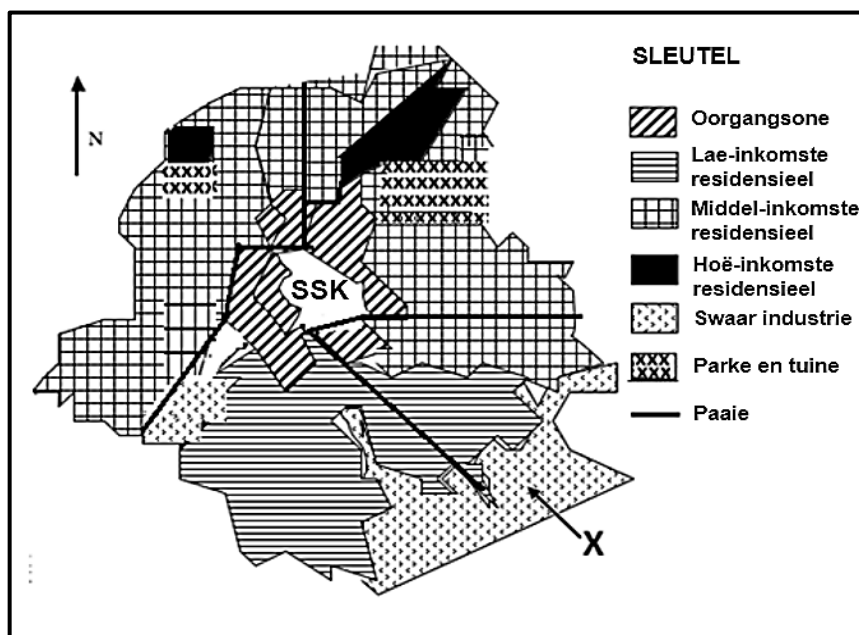 N
SSK
X
SLEUTEL
Oorgangsone
Lae-inkomste
residensieel
Middel-inkomste
residensieel
Hoë-inkomste
residensieel
Swaar industrie
Parke en tuine
Paaie